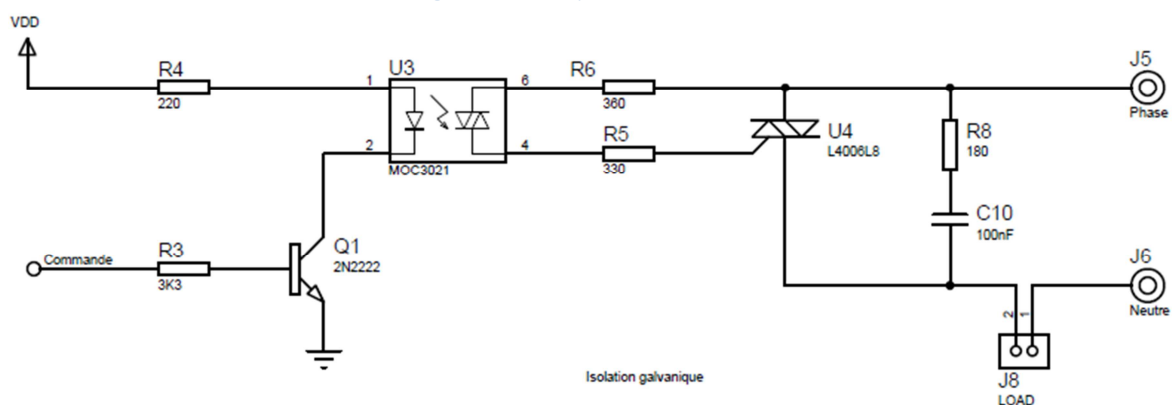 VDD
R4
220
U3
1
2
6
4
MOC3021
R6
360
R5
330
U4
L4006L8
R8
180
C10
100nF
J5
Phase
J6
Neutre
Commande
R3
3K3
Q1
2N2222
2
1
J8
LOAD
Isolation galvanique